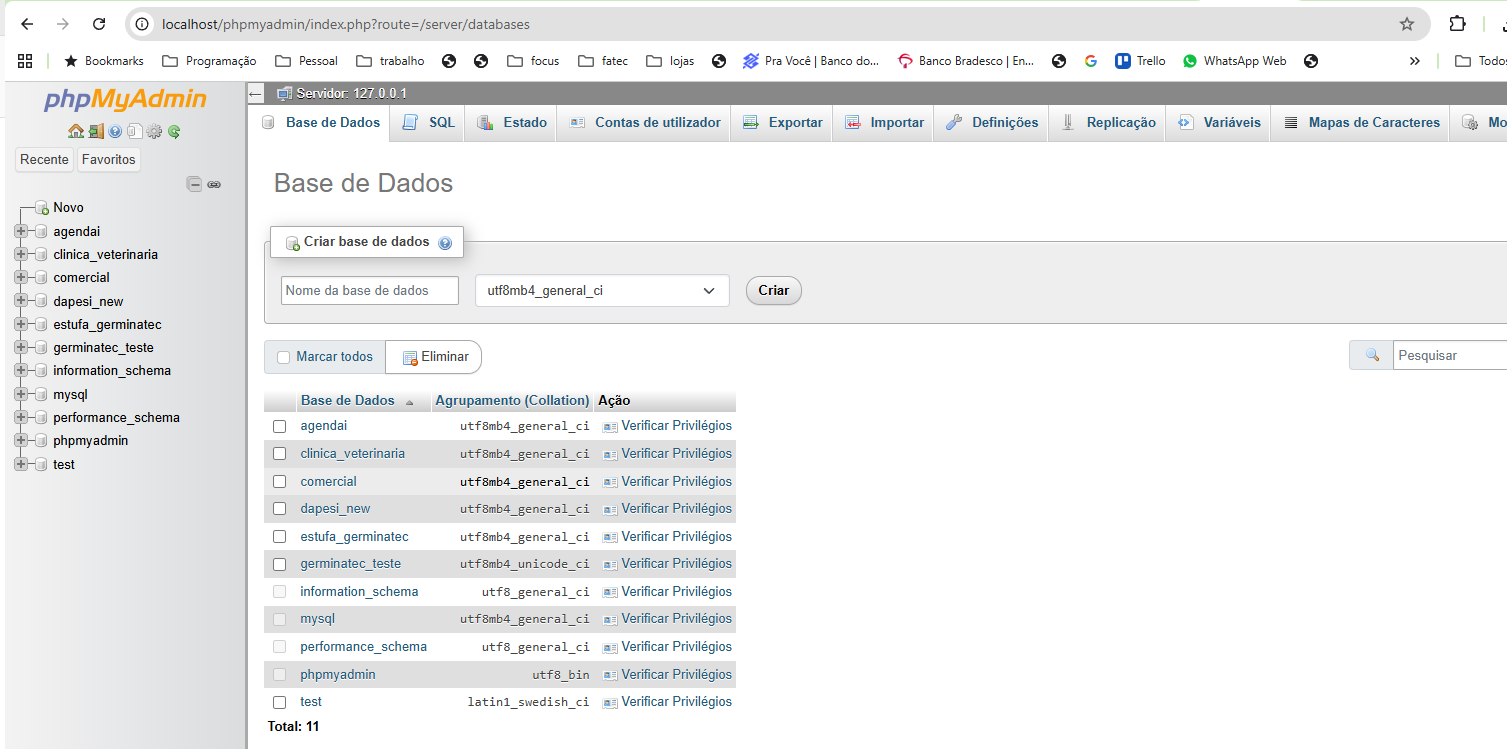 localhost/phpmyadmin/index.php?route=/server/databases
Bookmarks Programação Pessoal trabalho focus fatec lojas Pra Você | Banco do... Banco Bradesco | En... Trello WhatsApp Web » Todos
phpMyAdmin
Recente Favoritos
Novo
agendai
clinica_veterinaria
comercial
dapesi_new
estufa_germinatec
germinatec_teste
information_schema
mysql
performance_schema
phpmyadmin
test
Servidor: 127.0.0.1
Base de Dados SQL Estado Contas de utilizador Exportar Importar Definições Replicação Variáveis Mapas de Caracteres Mo
Base de Dados
Criar base de dados
Nome da base de dados utf8mb4_general_ci Criar
Marcar todos Eliminar Pesquisar
Base de Dados Agrupamento (Collation) Ação
agendai utf8mb4_general_ci Verificar Privilégios
clinica_veterinaria utf8mb4_general_ci Verificar Privilégios
comercial utf8mb4_general_ci Verificar Privilégios
dapesi_new utf8mb4_general_ci Verificar Privilégios
estufa_germinatec utf8mb4_general_ci Verificar Privilégios
germinatec_teste utf8mb4_unicode_ci Verificar Privilégios
information_schema utf8_general_ci Verificar Privilégios
mysql utf8mb4_general_ci Verificar Privilégios
performance_schema utf8_general_ci Verificar Privilégios
phpmyadmin utf8_bin Verificar Privilégios
test latin1_swedish_ci Verificar Privilégios
Total: 11